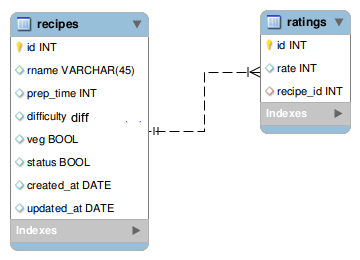 recipes
id INT
rname VARCHAR(45)
prep_time INT
difficulty diff
veg BOOL
status BOOL
created_at DATE
updated_at DATE
Indexes
ratings
id INT
rate INT
recipe_id INT
Indexes